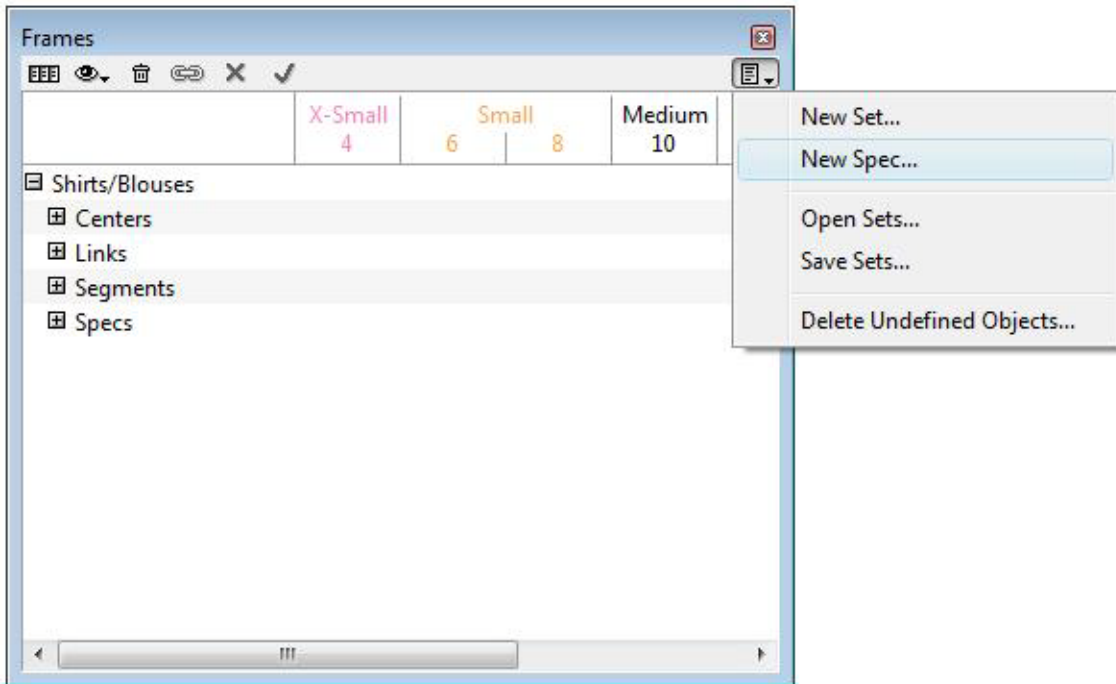 Frames
X-Small Small Medium
4 6 8 10
Shirts/Blouses
Centers
Links
Segments
Specs
New Set...
New Spec...
Open Sets...
Save Sets...
Delete Undefined Objects...